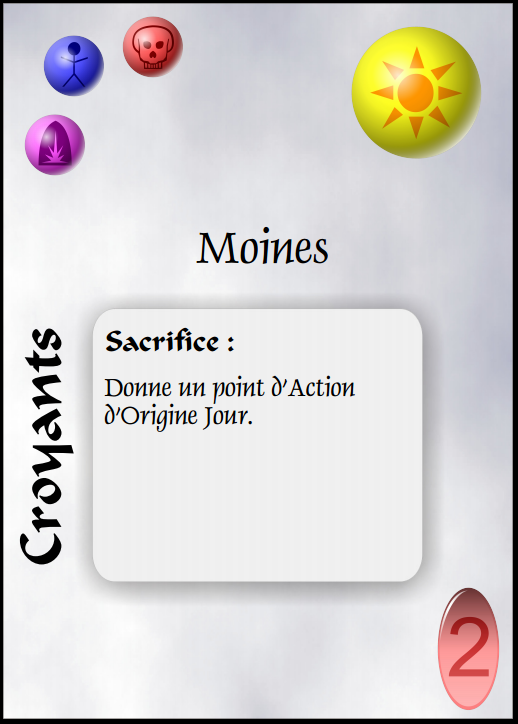 Moines
Croyants
Sacrifice :
Donne un point d'Action
d'Origine Jour.
2